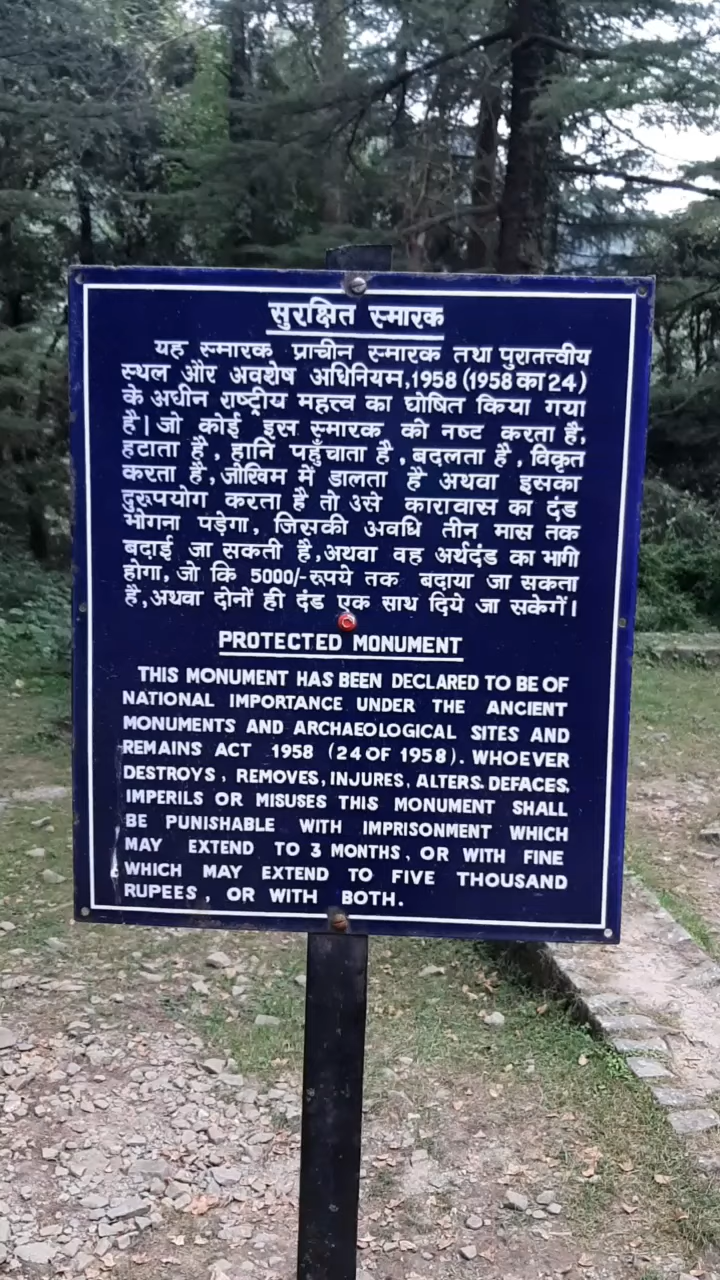 सुरक्षित स्मारक
यह स्मारक प्राचीन स्मारक तथा पुरातत्त्वीय
स्थल और अवशेष अधिनियम,1958 (1958 का 24)
के अधीन राष्ट्रीय महत्त्व का घोषित किया गया
है। जो कोई इस स्मारक को नष्ट करता है,
हटाता है, हानि पहुँचाता है, बदलता है, विकृत
करता है, जोखिम में डालता है अथवा इसका
दुरूपयोग करता है तो उसे कारावास का दंड
भोगना पड़ेगा, जिसकी अवधि तीन मास तक
बढ़ाई जा सकती है, अथवा वह अर्थदंड का भागी
होगा, जो कि 5000/-रूपये तक बढ़ाया जा सकता
है, अथवा दोनों ही दंड एक साथ दिये जा सकेगें।
PROTECTED MONUMENT
THIS MONUMENT HAS BEEN DECLARED TO BE OF
NATIONAL IMPORTANCE UNDER THE ANCIENT
MONUMENTS AND ARCHAEOLOGICAL SITES AND
REMAINS ACT 1958 (24 OF 1958). WHOEVER
DESTROYS, REMOVES, INJURES, ALTERS. DEFACES,
IMPERILS OR MISUSES THIS MONUMENT SHALL
BE PUNISHABLE WITH IMPRISONMENT WHICH
MAY EXTEND TO 3 MONTHS, OR WITH FINE
WHICH MAY EXTEND TO FIVE THOUSAND
RUPEES, OR WITH BOTH.